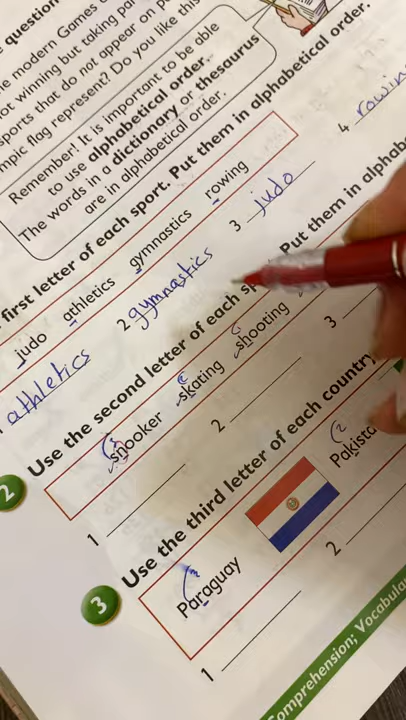 question
e modern Games
ot winning but taking pa
sports that do not appear on
mpic flag represent? Do you like this
Remember! It is important to be able
to use alphabetical order.
The words in a dictionary or thesaurus
are in alphabetical order.
first letter of each sport. Put them in alphabetical order.
judo athletics gymnastics rowing
athletics 2 gymnastics 3 judo 4 rowin
2 Use the second letter of each sp Put them in alphab
snooker skating shooting
1 2 3
3 Use the third letter of each country
Paraguay Pakista
1 2
omprehension; Vocabula